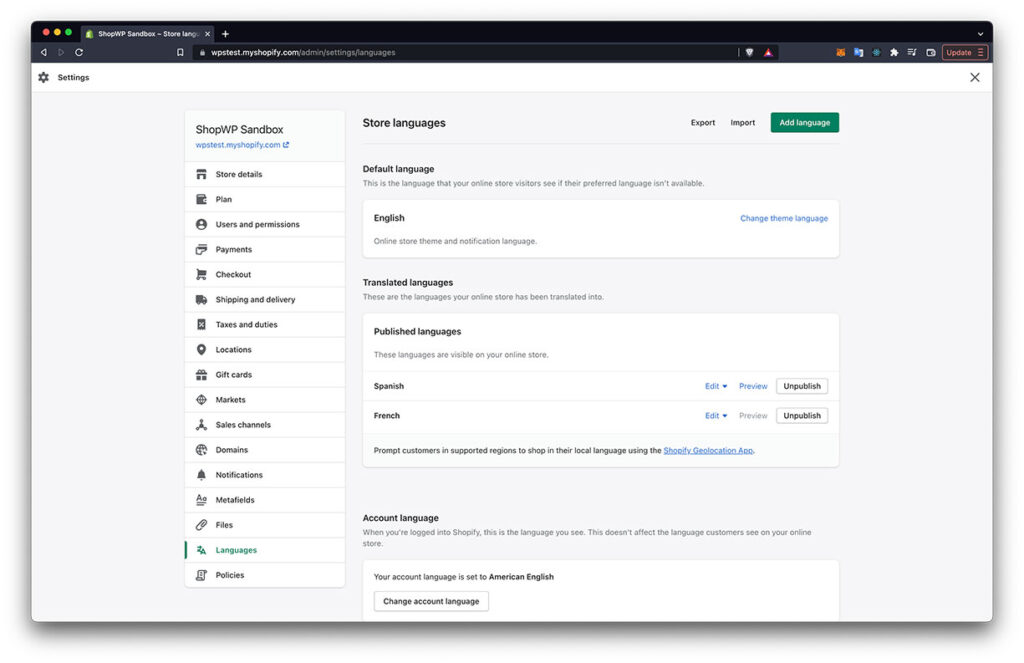 ShopWP Sandbox ~ Store langu
wpstest.myshopify.com/admin/settings/languages
Update
Settings
ShopWP Sandbox
wpstest.myshopify.com
Store details
Plan
Users and permissions
Payments
Checkout
Shipping and delivery
Taxes and duties
Locations
Gift cards
Markets
Sales channels
Domains
Notifications
Metafields
Files
Languages
Policies
Store languages
Export Import Add language
Default language
This is the language that your online store visitors see if their preferred language isn't available.
English Change theme language
Online store theme and notification language.
Translated languages
These are the languages your online store has been translated into.
Published languages
These languages are visible on your online store.
Spanish Edit Preview Unpublish
French Edit Preview Unpublish
Prompt customers in supported regions to shop in their local language using the Shopify Geolocation App.
Account language
When you're logged into Shopify, this is the language you see. This doesn't affect the language customers see on your online
store.
Your account language is set to American English
Change account language